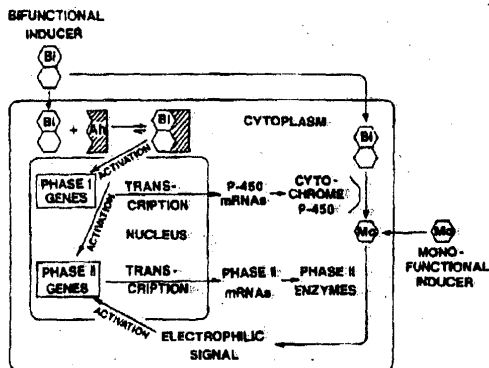 BIFUNCTIONAL
INDUCER
Bi
Bi + Ah Bi
CYTOPLASM
Bi
ACTIVATION
PHASE I
GENES
TRANS-
CRIPTION
P-450
mRNAs
CYTO-
CHROME
P-450
ACTIVATION
NUCLEUS
Mo
Mo
MONO-
FUNCTIONAL
INDUCER
PHASE II
GENES
TRANS-
CRIPTION
PHASE II
mRNAs
PHASE II
ENZYMES
ACTIVATION
ELECTROPHILIC
SIGNAL